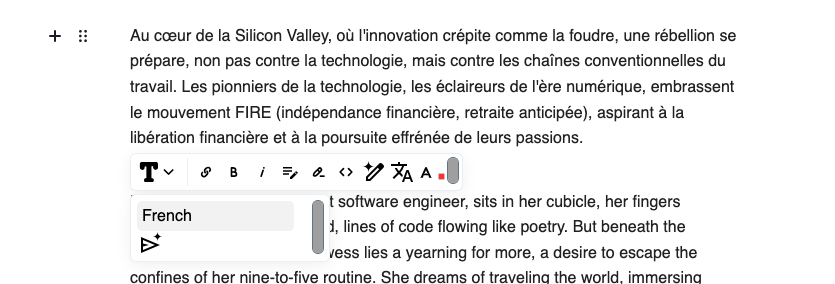 Au cœur de la Silicon Valley, où l'innovation crépite comme la foudre, une rébellion se
prépare, non pas contre la technologie, mais contre les chaînes conventionnelles du
travail. Les pionniers de la technologie, les éclaireurs de l'ère numérique, embrassent
le mouvement FIRE (indépendance financière, retraite anticipée), aspirant à la
libération financière et à la poursuite effrénée de leurs passions.
T B i <> A
software engineer, sits in her cubicle, her fingers
French
lines of code flowing like poetry. But beneath the
lies a yearning for more, a desire to escape the
confines of her nine-to-five routine. She dreams of traveling the world, immersing